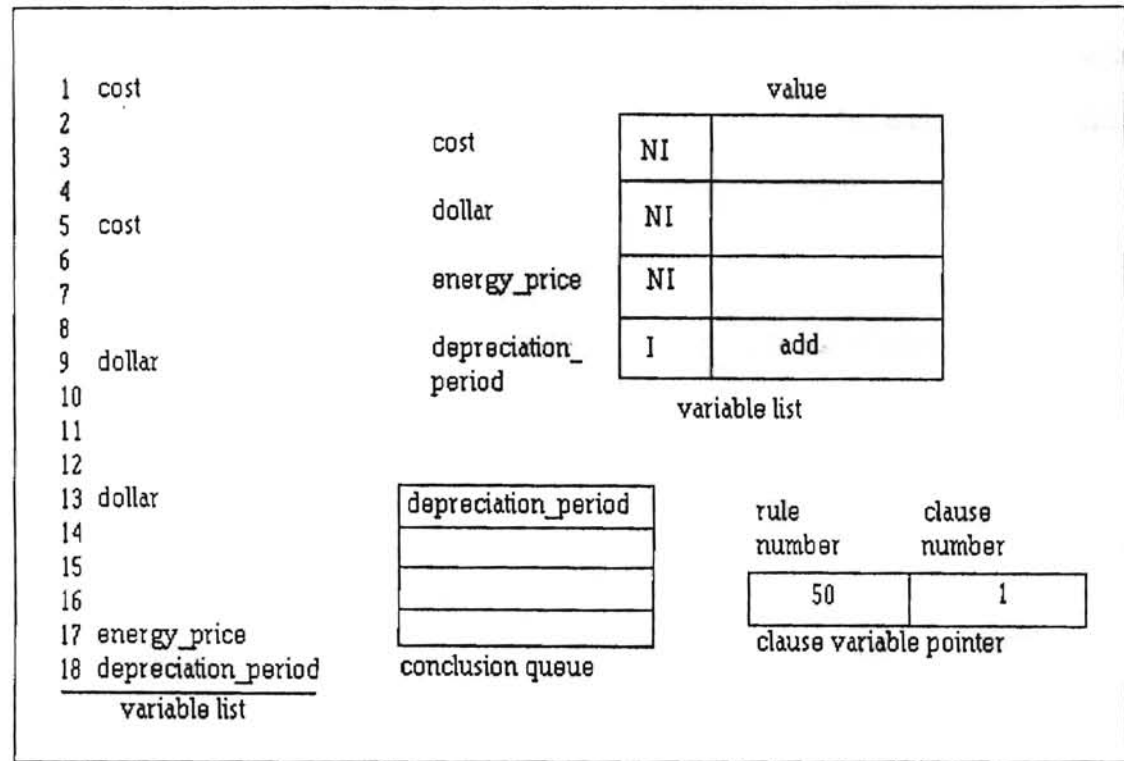 1 cost
2
3
4
5 cost
6
7
8
9 dollar
10
11
12
13 dollar
14
15
16
17 energy_price
18 depreciation_period
variable list
value
cost NI
dollar NI
energy_price NI
depreciation_ I add
period
variable list
depreciation_period
conclusion queue
rule clause
number number
50 1
clause variable pointer